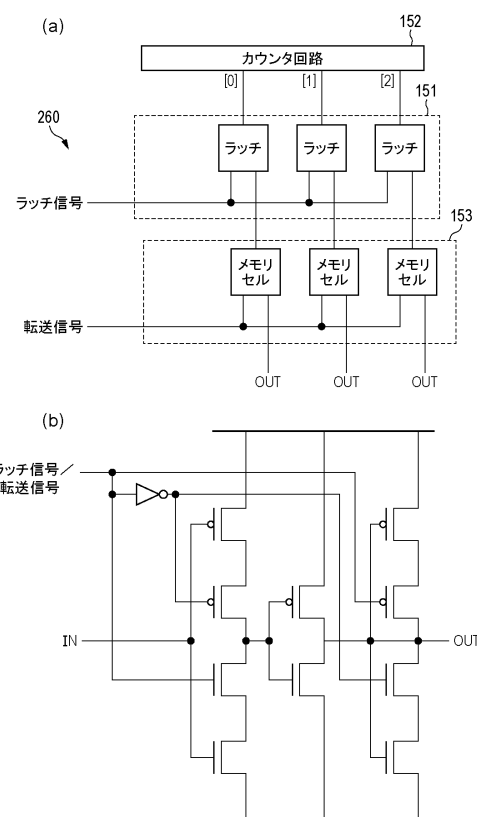 (a)
152
カウンタ回路
[0] [1] [2]
151
260
ラッチ ラッチ ラッチ
ラッチ信号
153
メモリ メモリ メモリ
セル セル セル
転送信号
OUT OUT OUT
(b)
ラッチ信号／
転送信号
IN
OUT